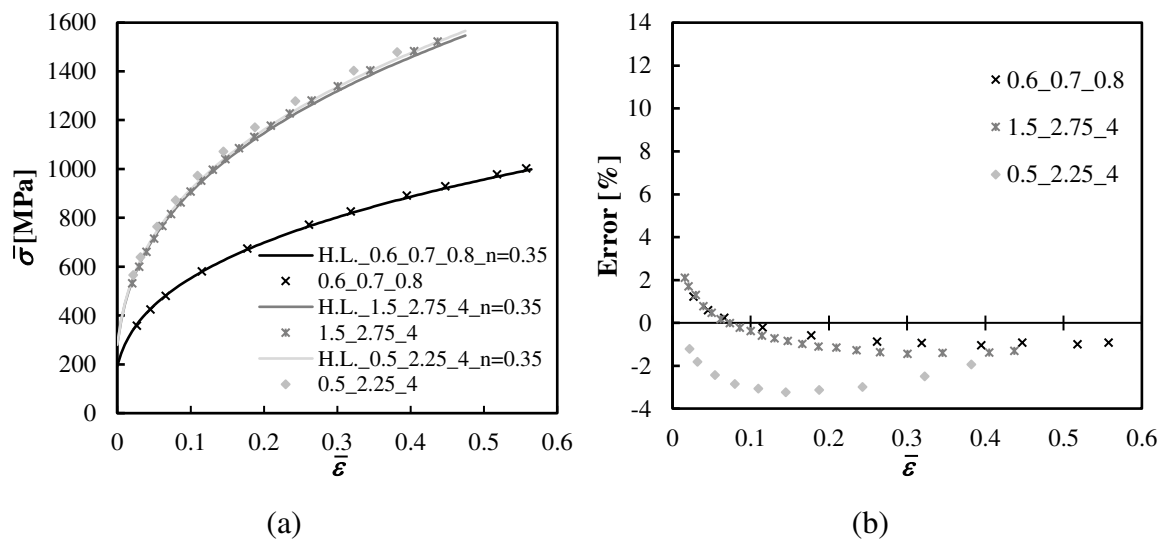 1600
1400
1200
1000
800
600
400
200
0
σ̅ [MPa]
H.L._0.6_0.7_0.8_n=0.35
0.6_0.7_0.8
H.L._1.5_2.75_4_n=0.35
1.5_2.75_4
H.L._0.5_2.25_4_n=0.35
0.5_2.25_4
0 0.1 0.2 0.3 0.4 0.5 0.6
ε̅
(a)
14
12
10
8
6
4
2
0
-2
-4
Error [%]
0.6_0.7_0.8
1.5_2.75_4
0.5_2.25_4
0 0.1 0.2 0.3 0.4 0.5 0.6
ε̅
(b)